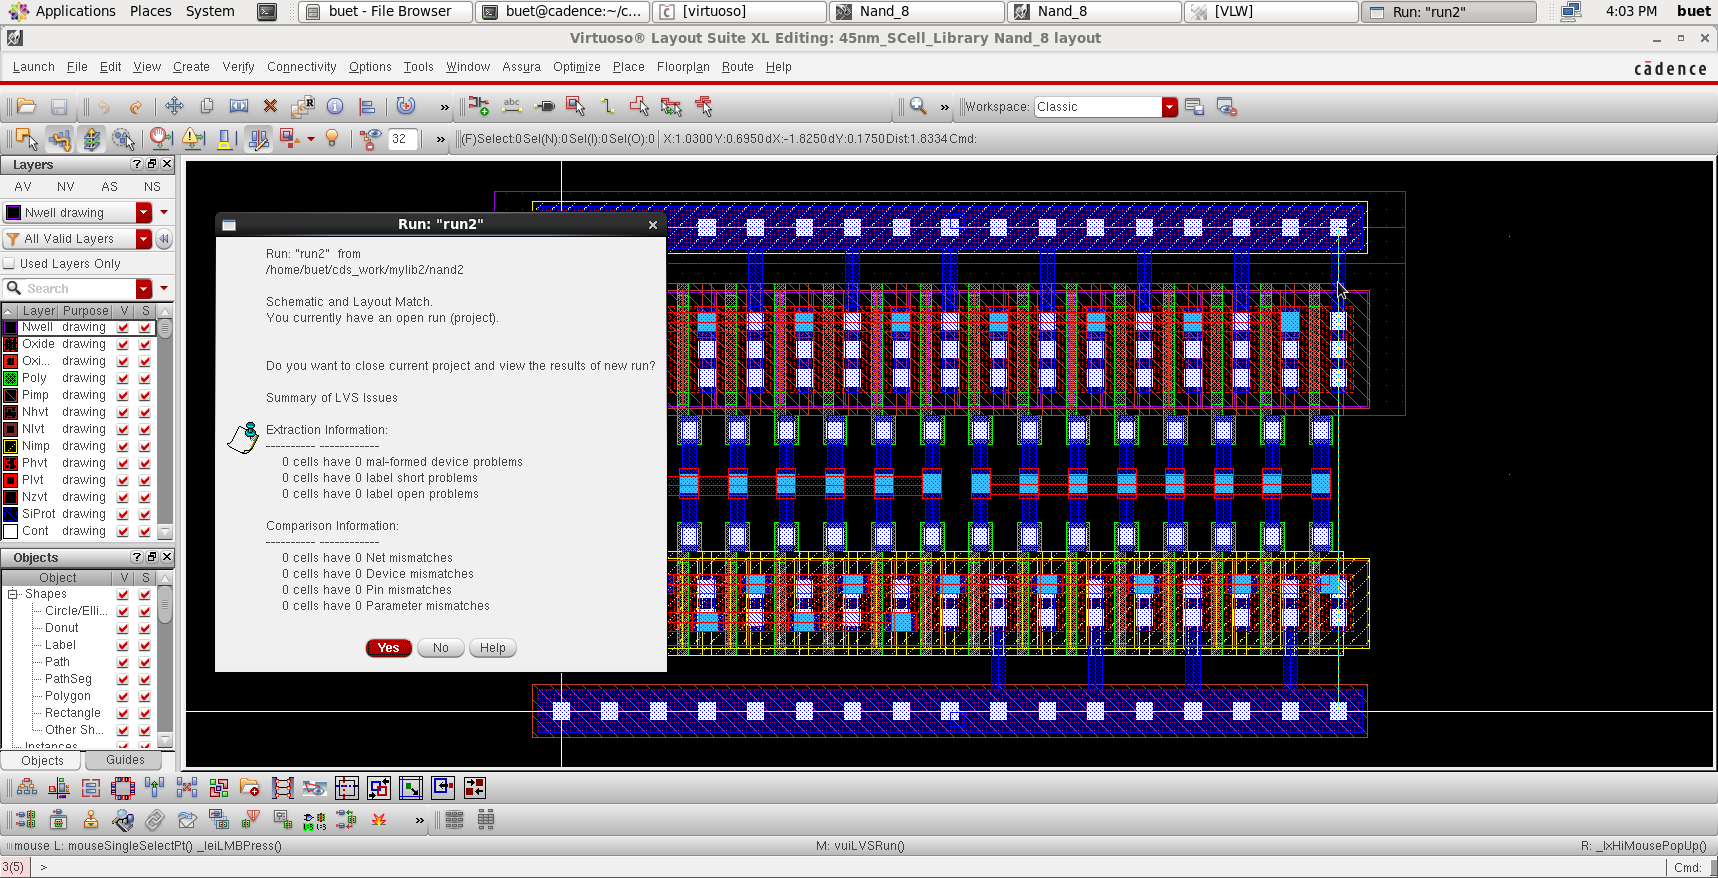 Applications Places System buet - File Browser buet@cadence:~/c... [virtuoso] Nand_8 Nand_8 [VLW] Run: "run2" 4:03 PM buet
Virtuoso® Layout Suite XL Editing: 45nm_SCell_Library Nand_8 layout
Launch File Edit View Create Verify Connectivity Options Tools Window Assura Optimize Place Floorplan Route Help
cādence
» » Workspace: Classic
32 » (F)Select:0 Sel(N):0 Sel(I):0 Sel(O):0 X:1.0300 Y:0.6950 dX:-1.8250 dY:0.1750 Dist:1.8334 Cmd:
Layers
AV NV AS NS
Nwell drawing
All Valid Layers
Used Layers Only
Search
Layer Purpose V S
Nwell drawing
Oxide drawing
Oxi... drawing
Poly drawing
Pimp drawing
Nhvt drawing
Nlvt drawing
Nimp drawing
Phvt drawing
Plvt drawing
Nzvt drawing
SiProt drawing
Cont drawing
Objects
Object V S
Shapes
Circle/Elli...
Donut
Label
Path
PathSeg
Polygon
Rectangle
Other Sh...
Instances
Objects Guides
Run: "run2"
Run: "run2" from
/home/buet/cds_work/mylib2/nand2
Schematic and Layout Match.
You currently have an open run (project).
Do you want to close current project and view the results of new run?
Summary of LVS Issues
Extraction Information:
---------- ------------
0 cells have 0 mal-formed device problems
0 cells have 0 label short problems
0 cells have 0 label open problems
Comparison Information:
---------- ------------
0 cells have 0 Net mismatches
0 cells have 0 Device mismatches
0 cells have 0 Pin mismatches
0 cells have 0 Parameter mismatches
Yes No Help
»
mouse L: mouseSingleSelectPt() _leiLMBPress() M: vuiLVSRun() R: _lxHiMousePopUp()
3(5) > Cmd: